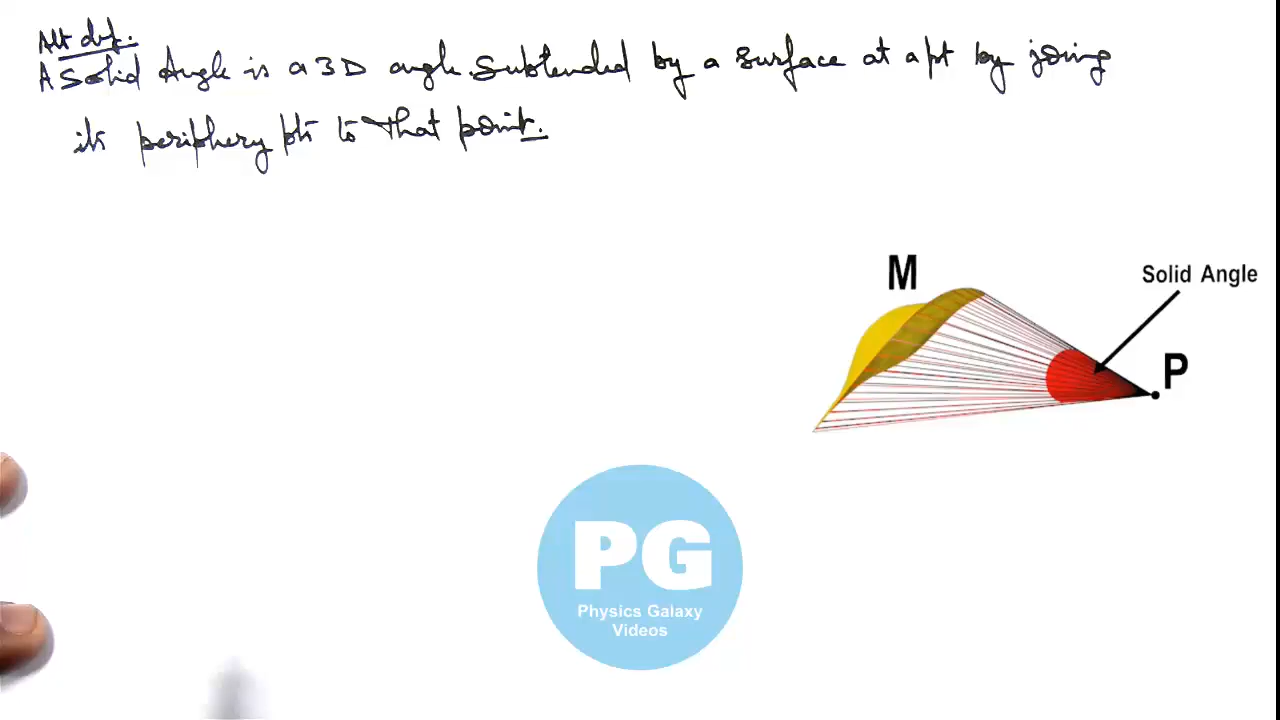 Alt def.
A Solid Angle is a 3D angle subtended by a surface at a pt by joing
its periphery pts to that point.
M
Solid Angle
P
PG
Physics Galaxy
Videos